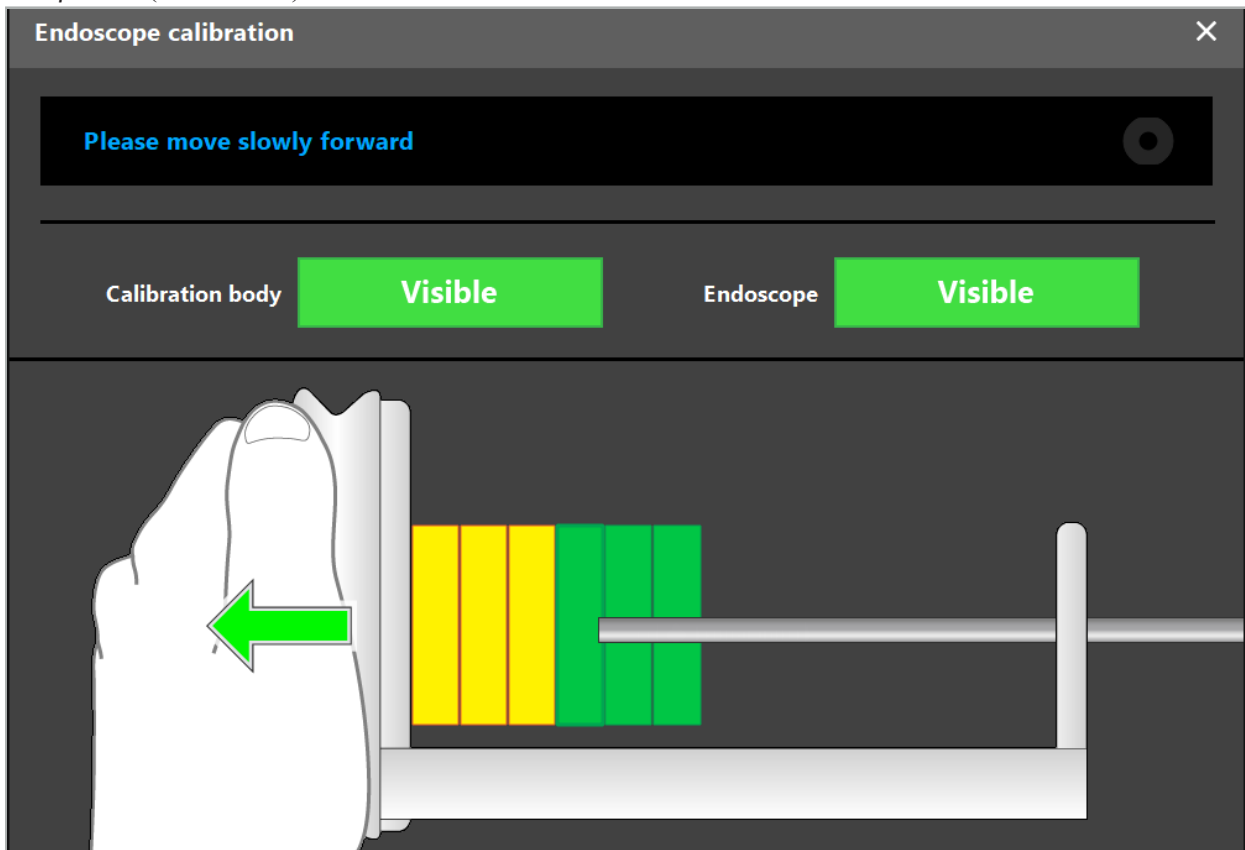 Endoscope calibration
Please move slowly forward
Calibration body
Visible
Endoscope
Visible